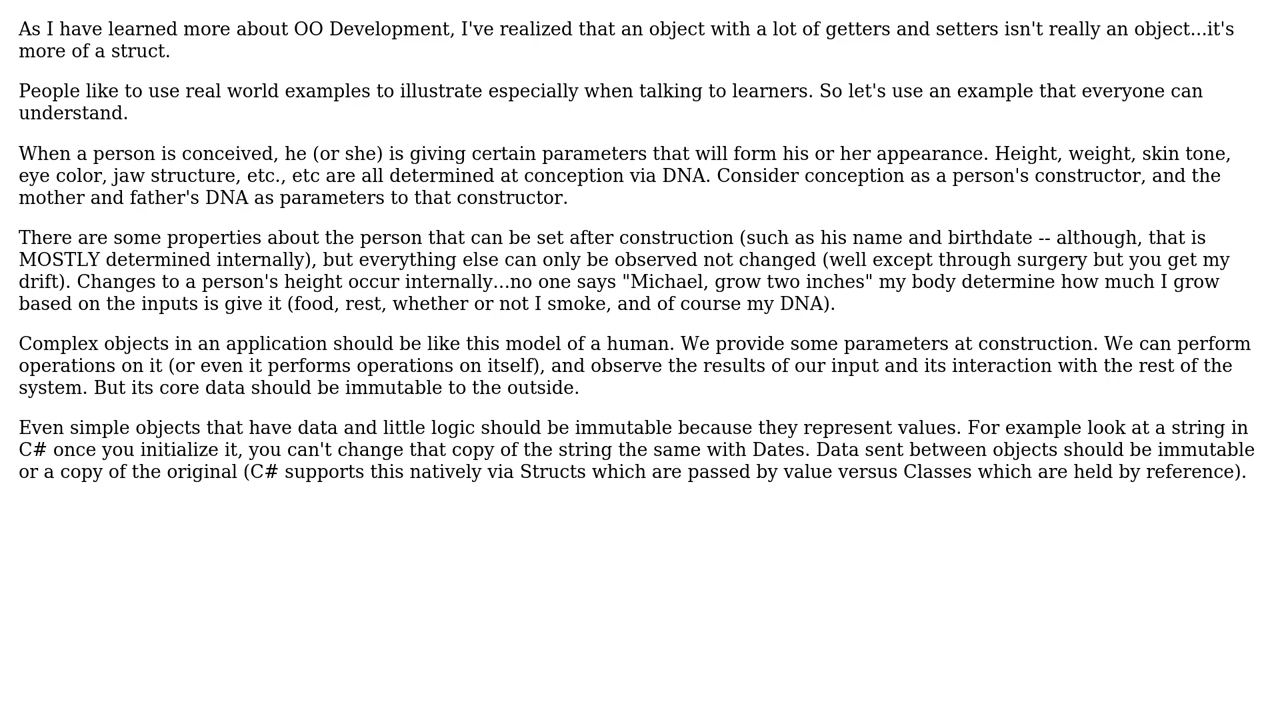 As I have learned more about OO Development, I've realized that an object with a lot of getters and setters isn't really an object...it's
more of a struct.
People like to use real world examples to illustrate especially when talking to learners. So let's use an example that everyone can
understand.
When a person is conceived, he (or she) is giving certain parameters that will form his or her appearance. Height, weight, skin tone,
eye color, jaw structure, etc., etc are all determined at conception via DNA. Consider conception as a person's constructor, and the
mother and father's DNA as parameters to that constructor.
There are some properties about the person that can be set after construction (such as his name and birthdate -- although, that is
MOSTLY determined internally), but everything else can only be observed not changed (well except through surgery but you get my
drift). Changes to a person's height occur internally...no one says "Michael, grow two inches" my body determine how much I grow
based on the inputs is give it (food, rest, whether or not I smoke, and of course my DNA).
Complex objects in an application should be like this model of a human. We provide some parameters at construction. We can perform
operations on it (or even it performs operations on itself), and observe the results of our input and its interaction with the rest of the
system. But its core data should be immutable to the outside.
Even simple objects that have data and little logic should be immutable because they represent values. For example look at a string in
C# once you initialize it, you can't change that copy of the string the same with Dates. Data sent between objects should be immutable
or a copy of the original (C# supports this natively via Structs which are passed by value versus Classes which are held by reference).